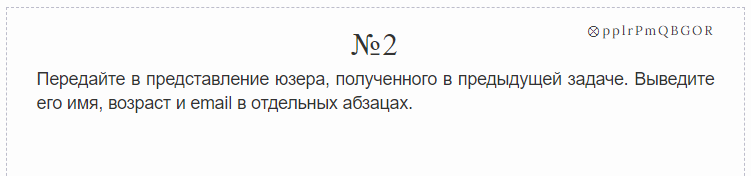 ⊗pplrPmQBGOR
№2
Передайте в представление юзера, полученного в предыдущей задаче. Выведите
его имя, возраст и email в отдельных абзацах.